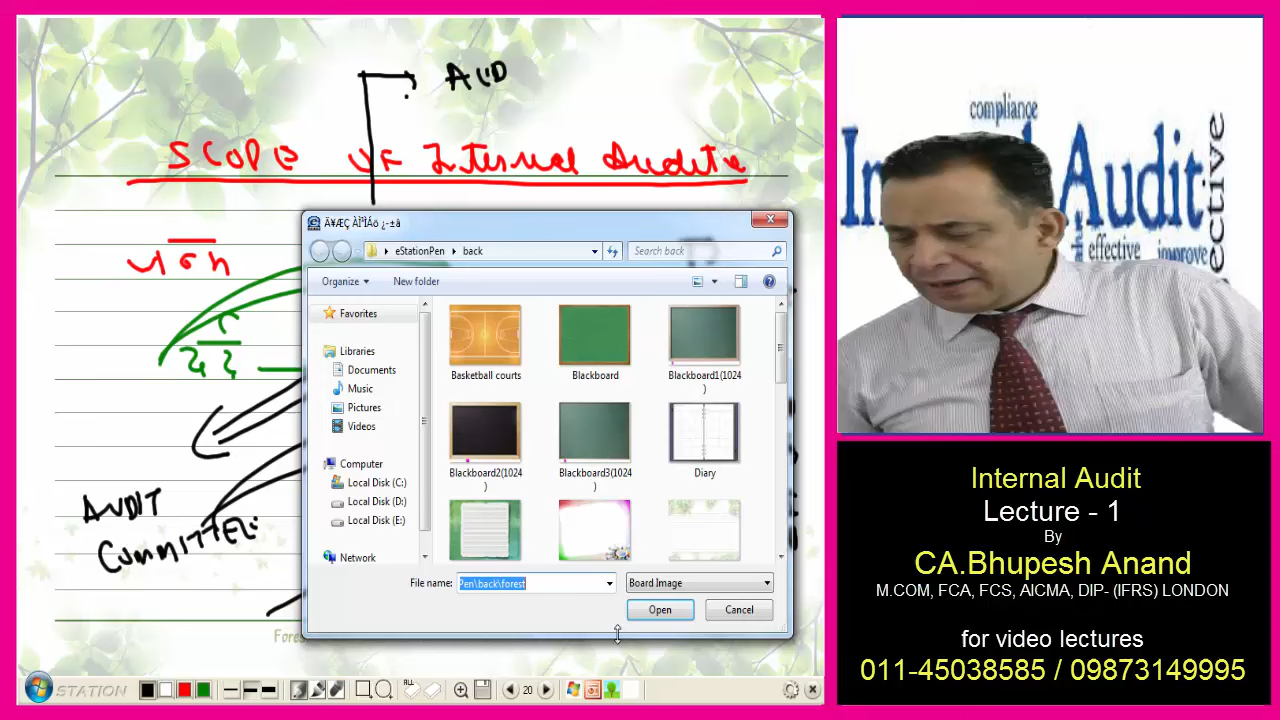 AUD
SCOPE OF Internal Audit
Ä¥ÆÇ ÀÌ¹ÌÁö ¿­±â
eStationPen
back
Search back
Organize
New folder
Favorites
Libraries
Documents
Music
Pictures
Videos
Computer
Local Disk (C:)
Local Disk (D:)
Local Disk (E:)
Network
Basketball courts
Blackboard
Blackboard1(1024
)
Blackboard2(1024
)
Blackboard3(1024
)
Diary
File name:
Pen\back\forest
Board Image
Open
Cancel
AUDIT
COMMITTEE
Fores
STATION
ALL
20
compliance
Audit
effective
improve
ective
Internal Audit
Lecture - 1
By
CA.Bhupesh Anand
M.COM, FCA, FCS, AICMA, DIP- (IFRS) LONDON
for video lectures
011-45038585 / 09873149995